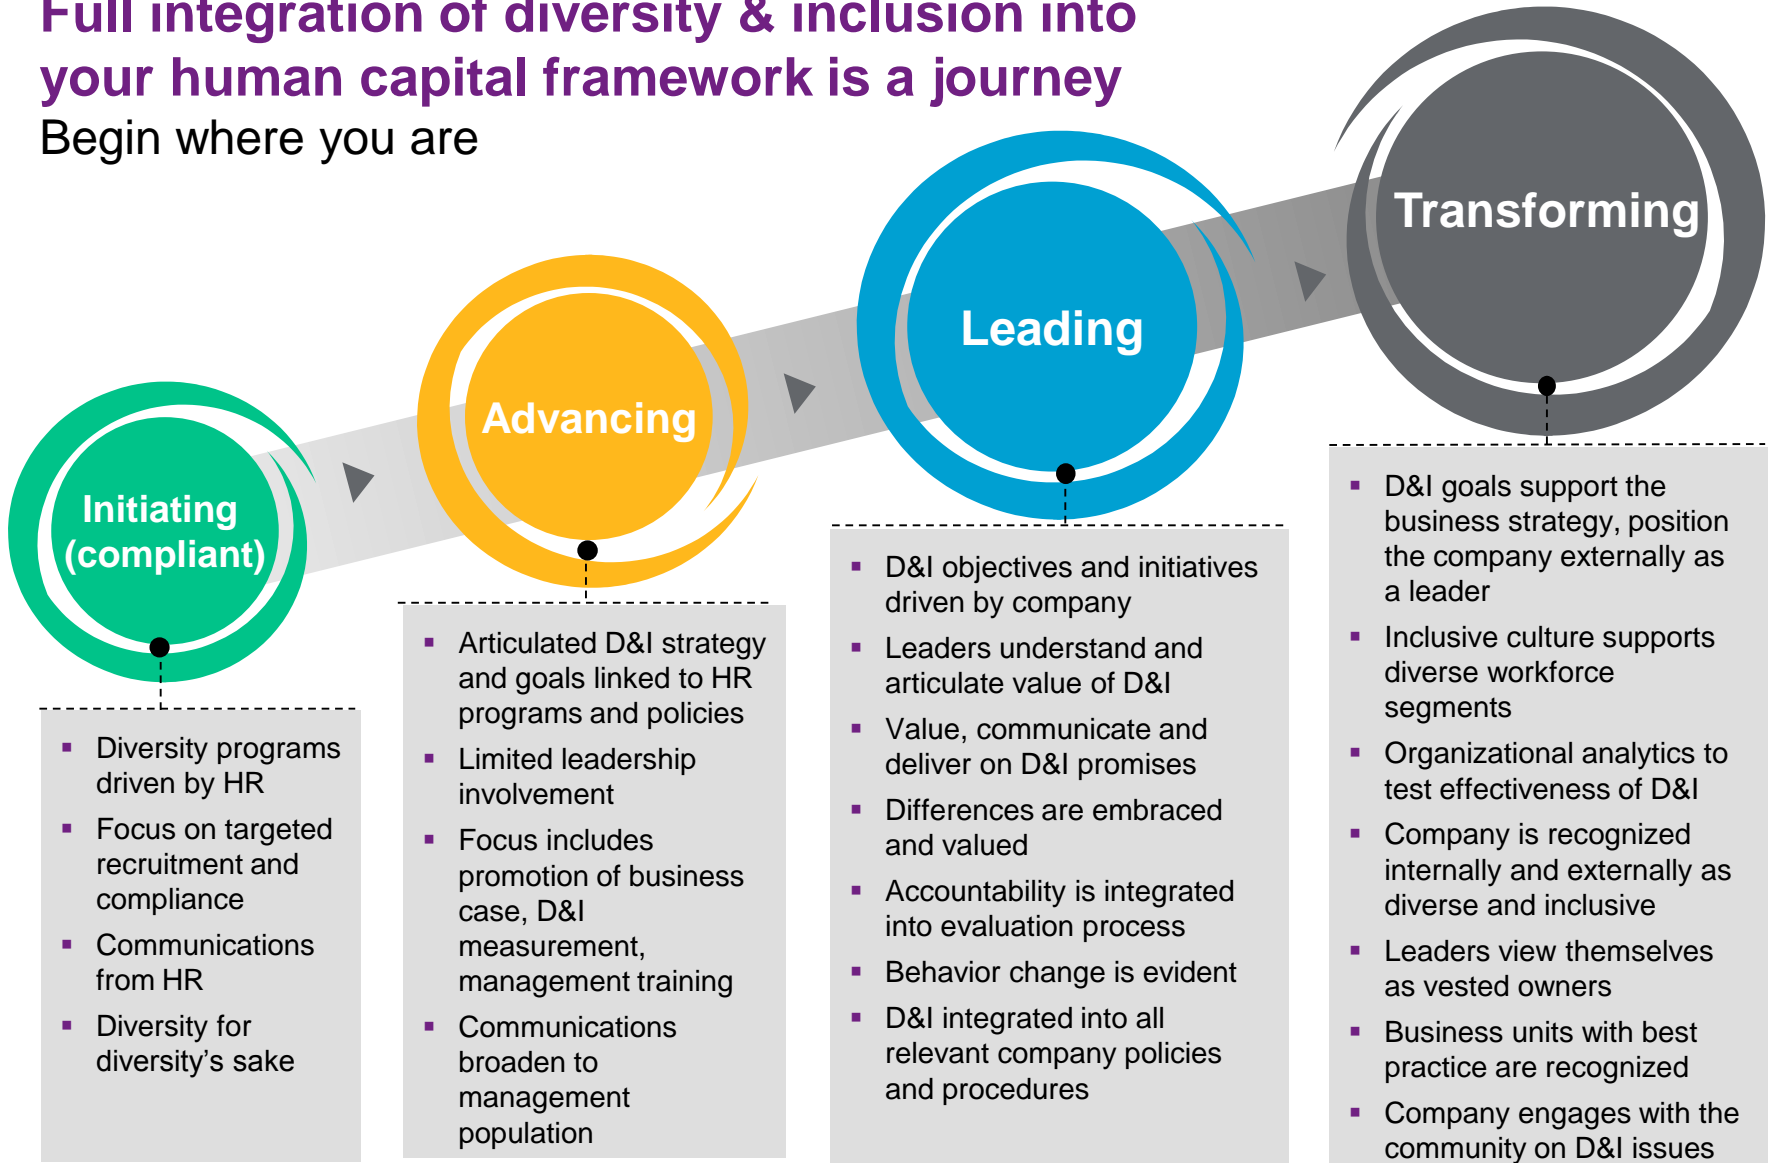 Full integration of diversity & inclusion into
your human capital framework is a journey
Begin where you are
Initiating
(compliant)
▪ Diversity programs
driven by HR
▪ Focus on targeted
recruitment and
compliance
▪ Communications
from HR
▪ Diversity for
diversity’s sake
Advancing
▪ Articulated D&I strategy
and goals linked to HR
programs and policies
▪ Limited leadership
involvement
▪ Focus includes
promotion of business
case, D&I
measurement,
management training
▪ Communications
broaden to
management
population
Leading
▪ D&I objectives and initiatives
driven by company
▪ Leaders understand and
articulate value of D&I
▪ Value, communicate and
deliver on D&I promises
▪ Differences are embraced
and valued
▪ Accountability is integrated
into evaluation process
▪ Behavior change is evident
▪ D&I integrated into all
relevant company policies
and procedures
Transforming
▪ D&I goals support the
business strategy, position
the company externally as
a leader
▪ Inclusive culture supports
diverse workforce
segments
▪ Organizational analytics to
test effectiveness of D&I
▪ Company is recognized
internally and externally as
diverse and inclusive
▪ Leaders view themselves
as vested owners
▪ Business units with best
practice are recognized
▪ Company engages with the
community on D&I issues